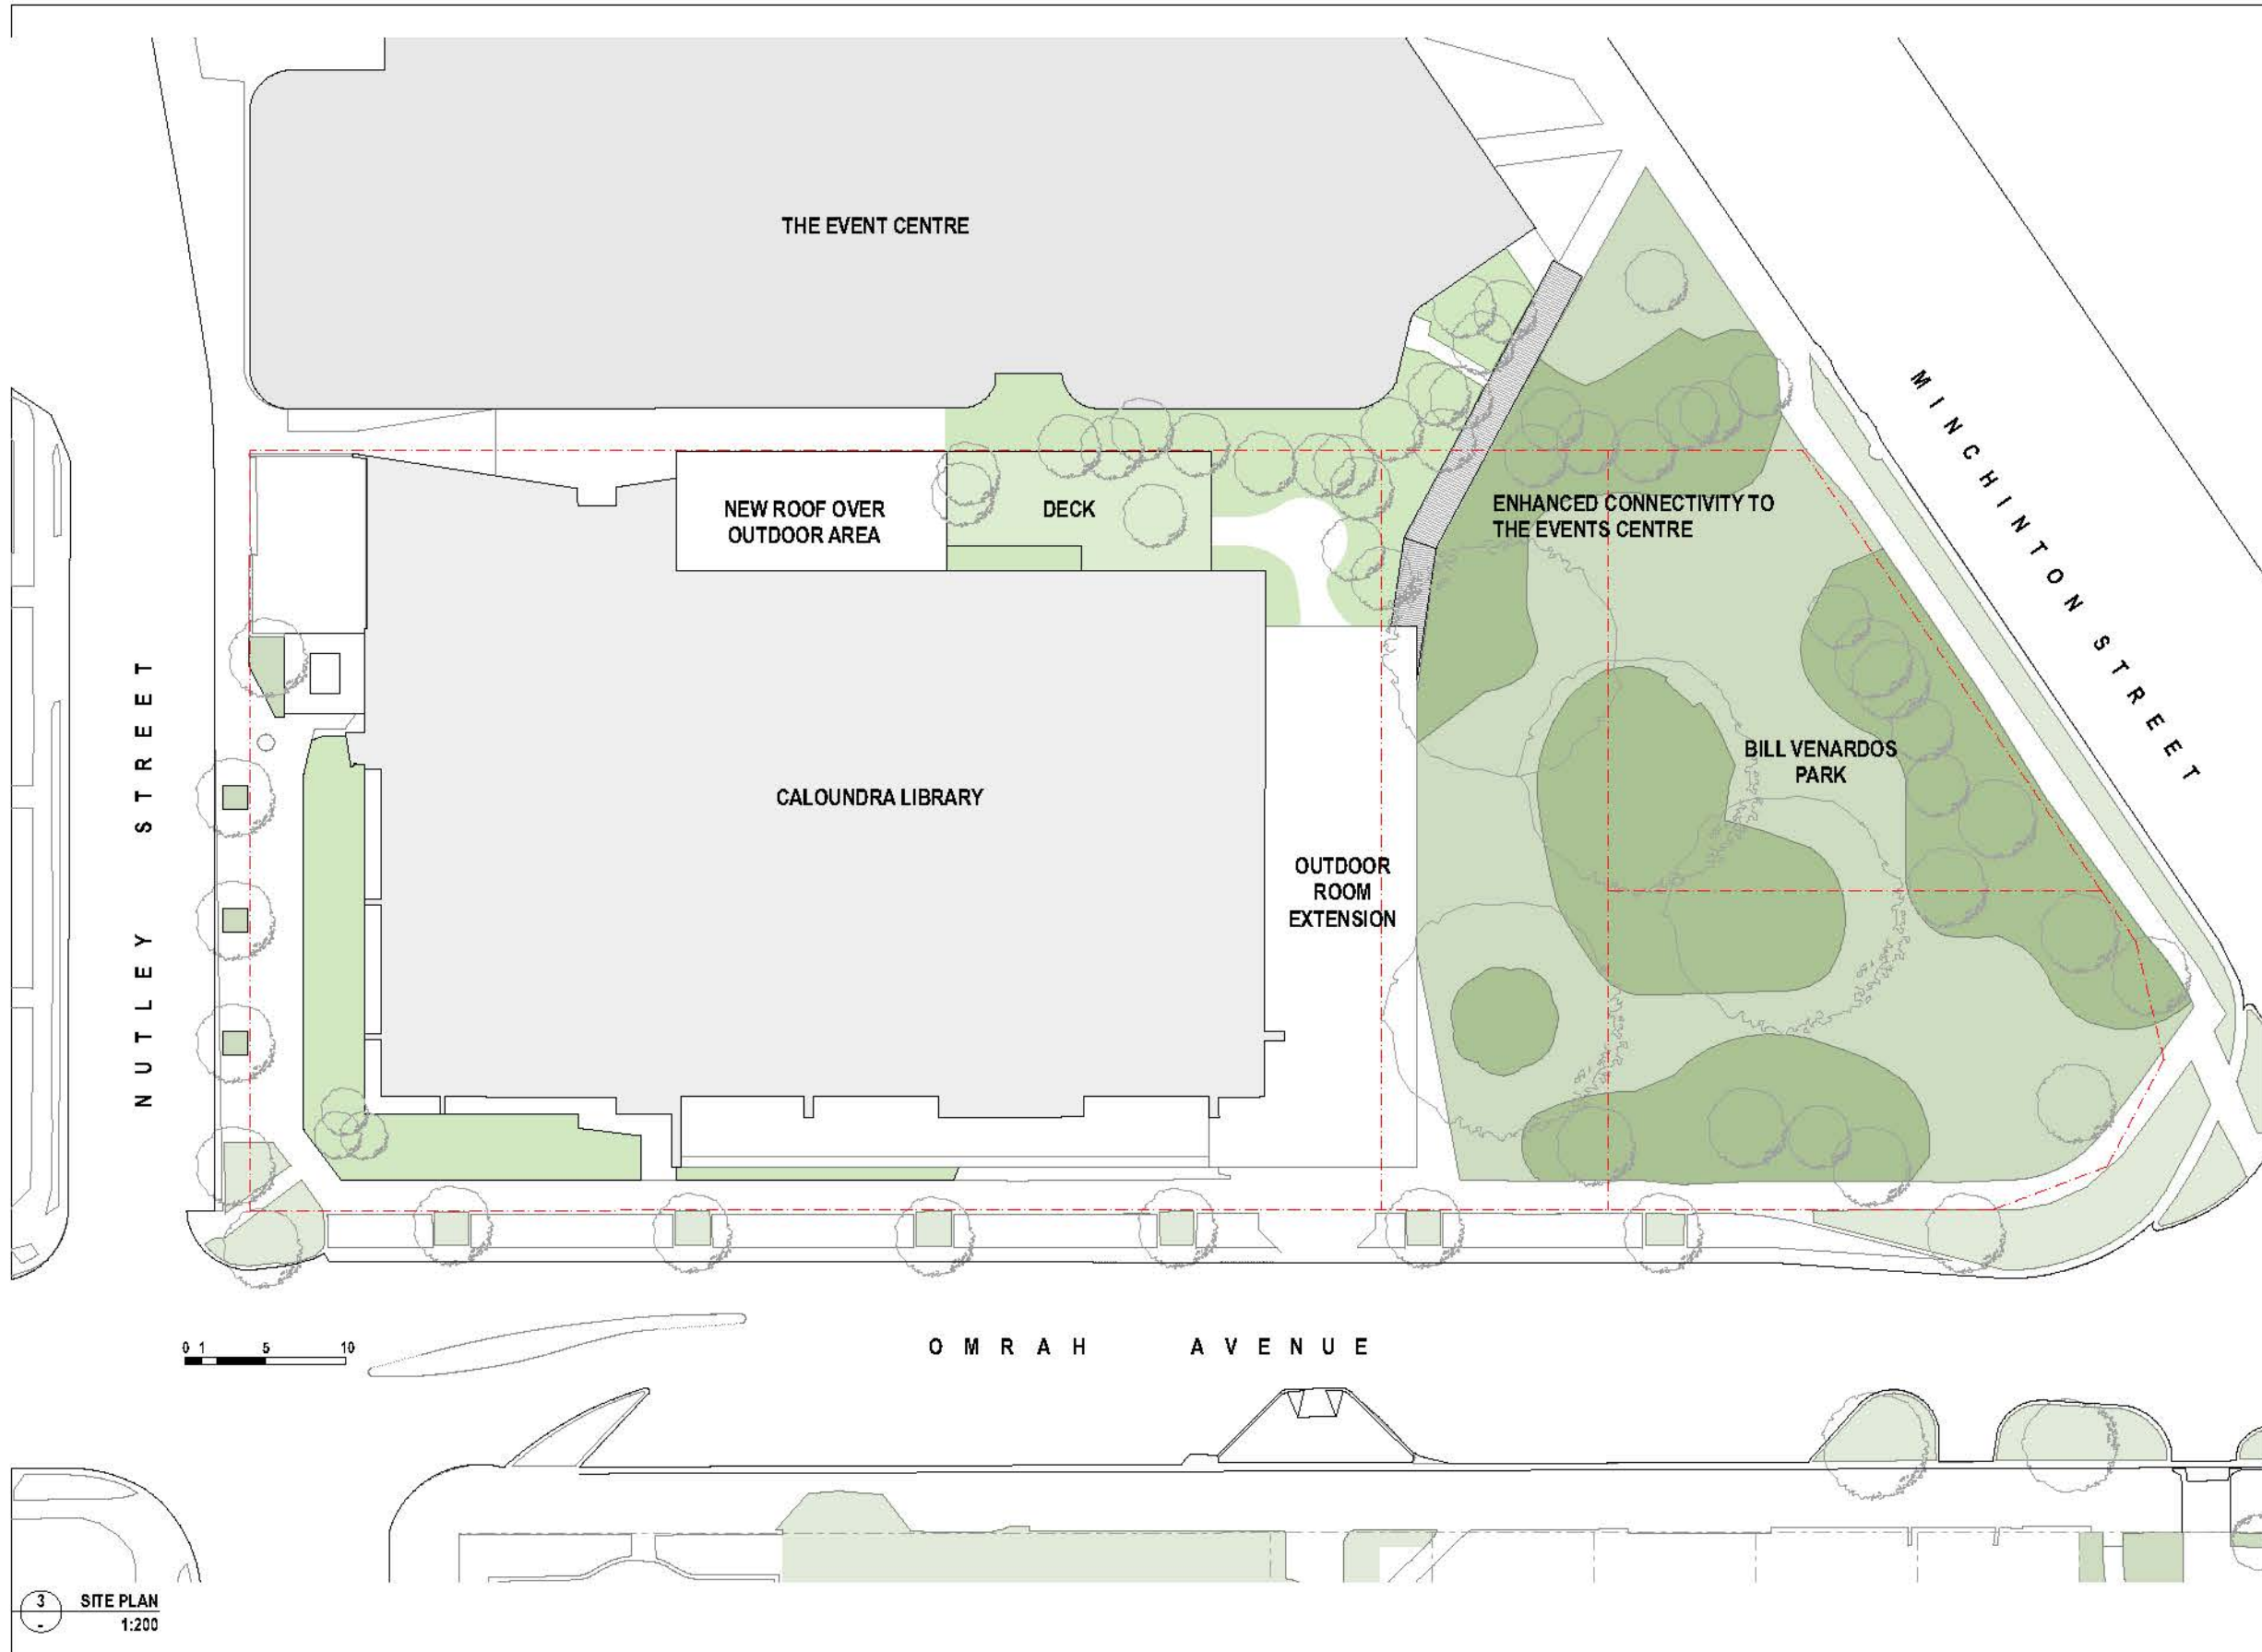 THE EVENT CENTRE
MINCHINTON STREET
NEW ROOF OVER
OUTDOOR AREA
DECK
ENHANCED CONNECTIVITY TO
THE EVENTS CENTRE
NUTLEY STREET
CALOUNDRA LIBRARY
BILL VENARDOS
PARK
OUTDOOR
ROOM
EXTENSION
0 1 5 10
OMRAH AVENUE
3 SITE PLAN
- 1:200